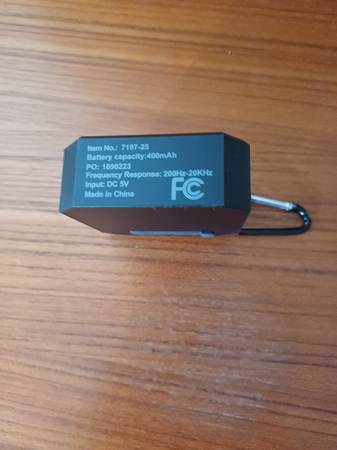 Item No.: 7197-25
Battery capacity:400mAh
PO: 1890223
Frequency Response: 200Hz-20KHz
Input: DC 5V
Made in China
FC